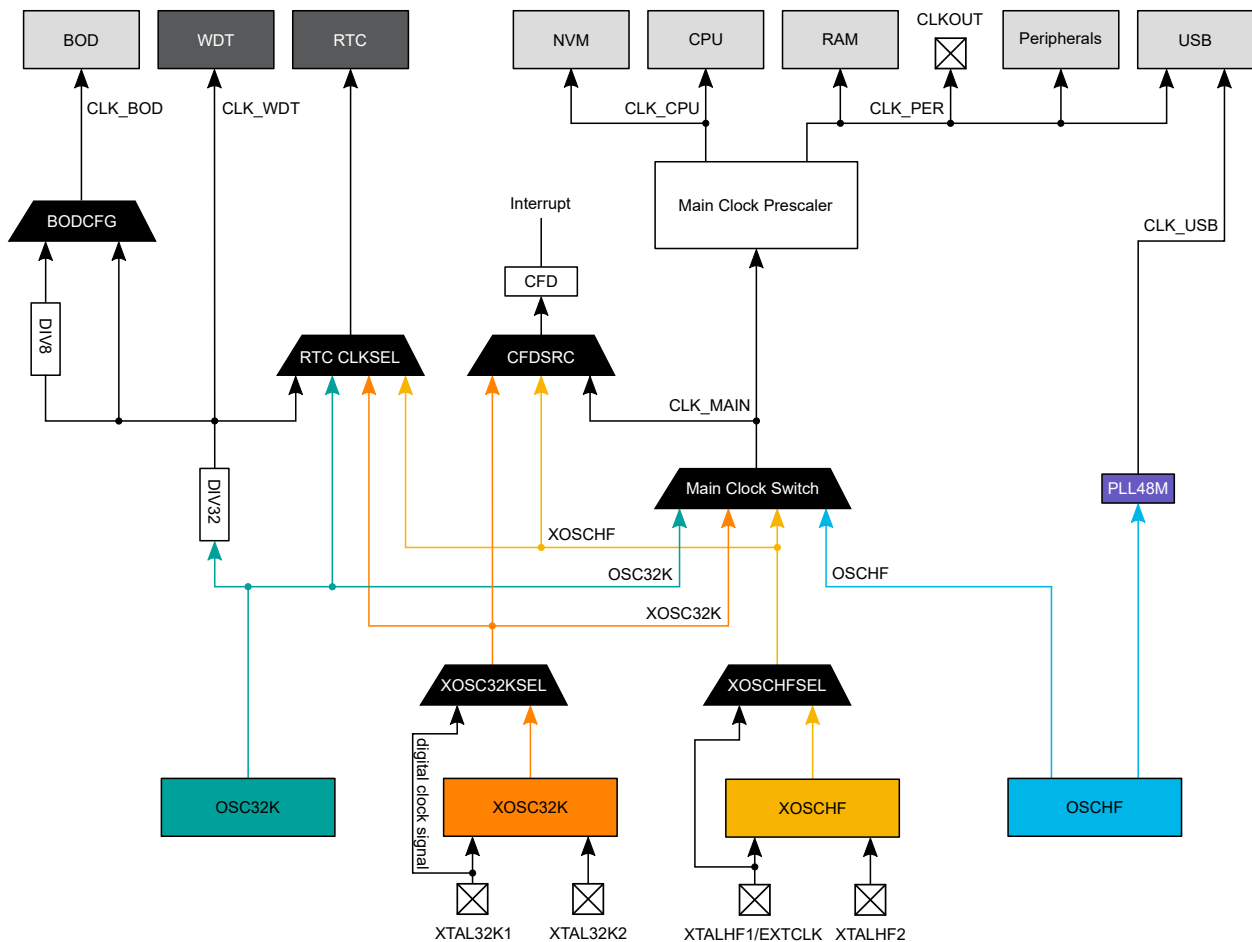 CLKOUT
BOD
WDT
RTC
NVM
CPU
RAM
Peripherals
USB
CLK_BOD
CLK_WDT
CLK_CPU
CLK_PER
Interrupt
Main Clock Prescaler
BODCFG
CLK_USB
CFD
DIV8
RTC CLKSEL
CFDSRC
CLK_MAIN
DIV32
Main Clock Switch
PLL48M
XOSCHF
OSC32K
OSCHF
XOSC32K
XOSC32KSEL
XOSCHFSEL
digital clock signal
OSC32K
XOSC32K
XOSCHF
OSCHF
XTAL32K1
XTAL32K2
XTALHF1/EXTCLK
XTALHF2